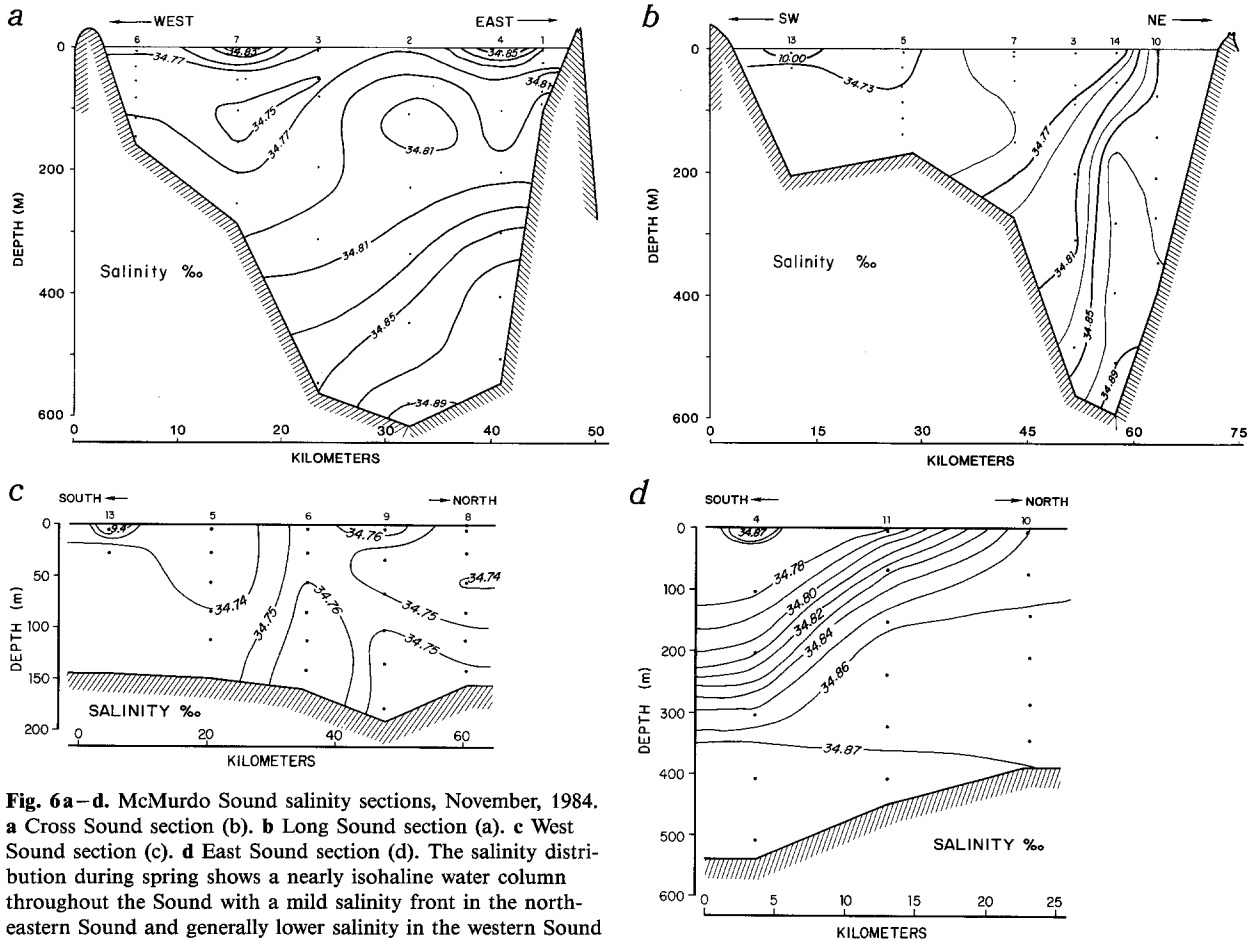 a
WEST
EAST
6 7 3 2 4 1
0
200
400
600
DEPTH (M)
34.77
34.83
34.85
34.81
34.75
34.77
34.81
34.81
34.85
34.89
Salinity ‰
0 10 20 30 40 50
KILOMETERS
b
SW
NE
13 5 7 3 14 10
0
200
400
600
DEPTH (M)
10.00
34.73
34.77
34.81
34.85
34.89
Salinity ‰
0 15 30 45 60 75
KILOMETERS
c
SOUTH
NORTH
13 5 6 9 8
0
50
100
150
200
DEPTH (m)
9.4
34.76
34.74
34.74
34.75
34.76
34.75
34.75
SALINITY ‰
0 20 40 60
KILOMETERS
d
SOUTH
NORTH
4 11 10
0
100
200
300
400
500
600
DEPTH (m)
34.87
34.78
34.80
34.82
34.84
34.86
34.87
SALINITY ‰
0 5 10 15 20 25
KILOMETERS
Fig. 6a–d. McMurdo Sound salinity sections, November, 1984.
a Cross Sound section (b). b Long Sound section (a). c West
Sound section (c). d East Sound section (d). The salinity distri-
bution during spring shows a nearly isohaline water column
throughout the Sound with a mild salinity front in the north-
eastern Sound and generally lower salinity in the western Sound